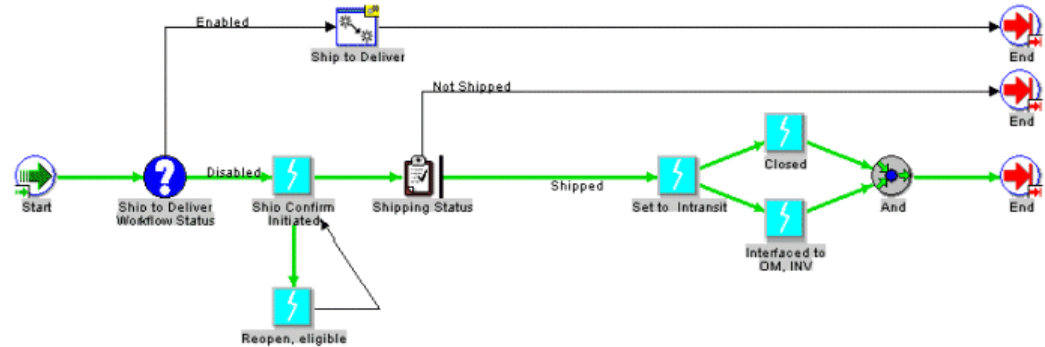 Enabled
Ship to Deliver
End
Not Shipped
End
Start
Ship to Deliver
Workflow Status
Disabled
Ship Confirm
Initiated
Shipping Status
Shipped
Set to Intransit
Closed
And
End
Interfaced to
OM, INV
Reopen, eligible